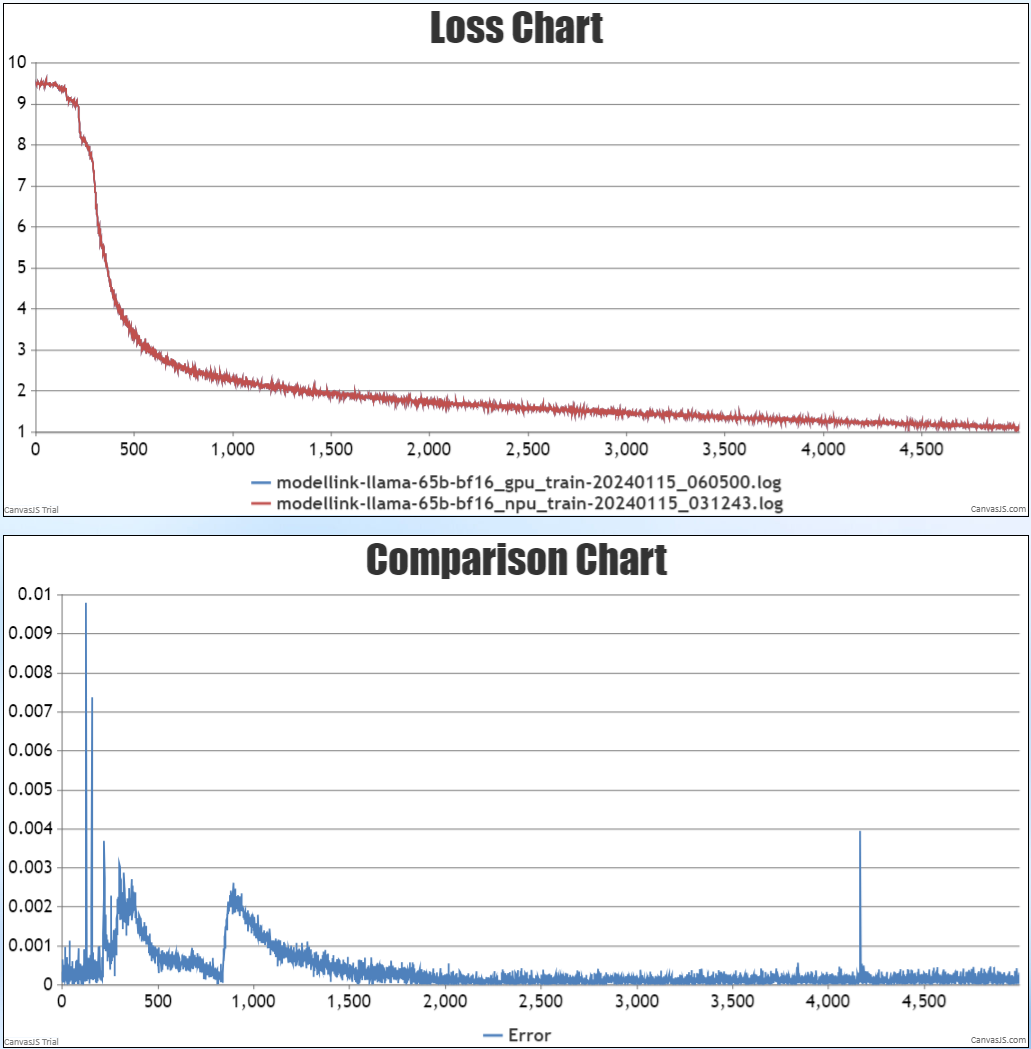 Loss Chart
10
9
8
7
6
5
4
3
2
1
0 500 1,000 1,500 2,000 2,500 3,000 3,500 4,000 4,500
modellink-llama-65b-bf16_gpu_train-20240115_060500.log
modellink-llama-65b-bf16_npu_train-20240115_031243.log
CanvasJS Trial CanvasJS.com
Comparison Chart
0.01
0.009
0.008
0.007
0.006
0.005
0.004
0.003
0.002
0.001
0
0 500 1,000 1,500 2,000 2,500 3,000 3,500 4,000 4,500
Error
CanvasJS Trial CanvasJS.com